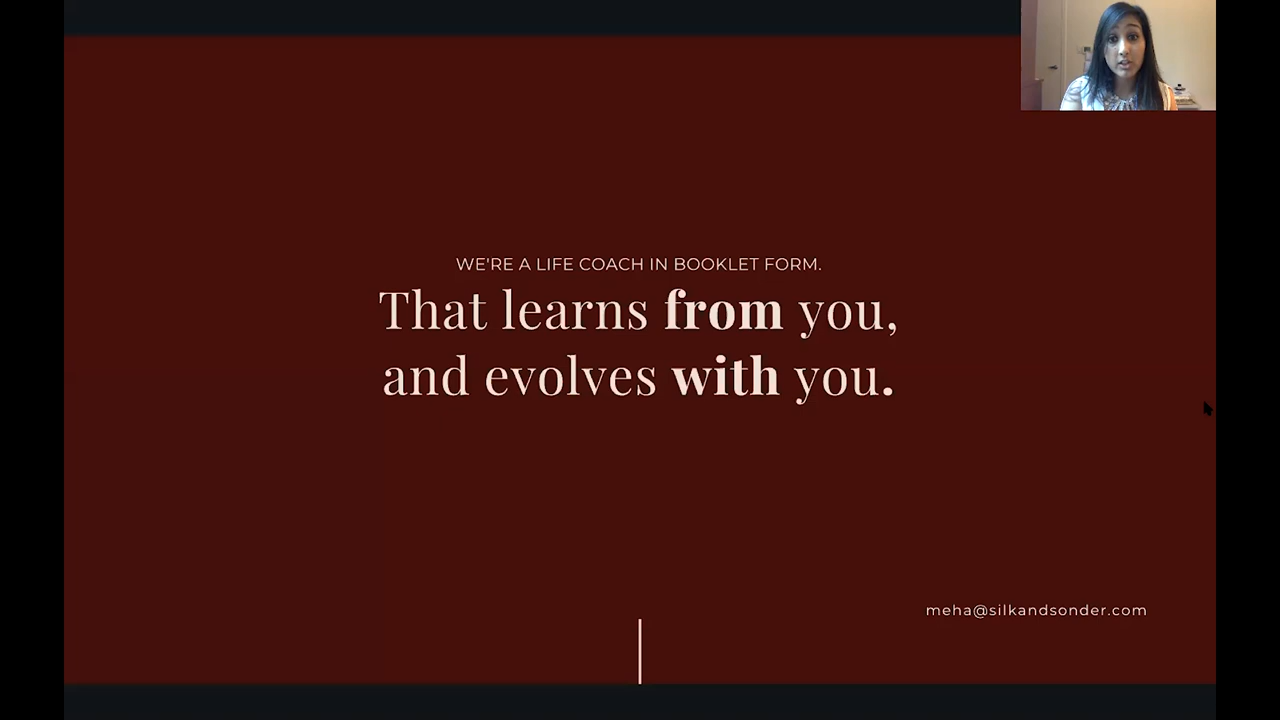 WE'RE A LIFE COACH IN BOOKLET FORM.
That learns from you,
and evolves with you.
meha@silkandsonder.com